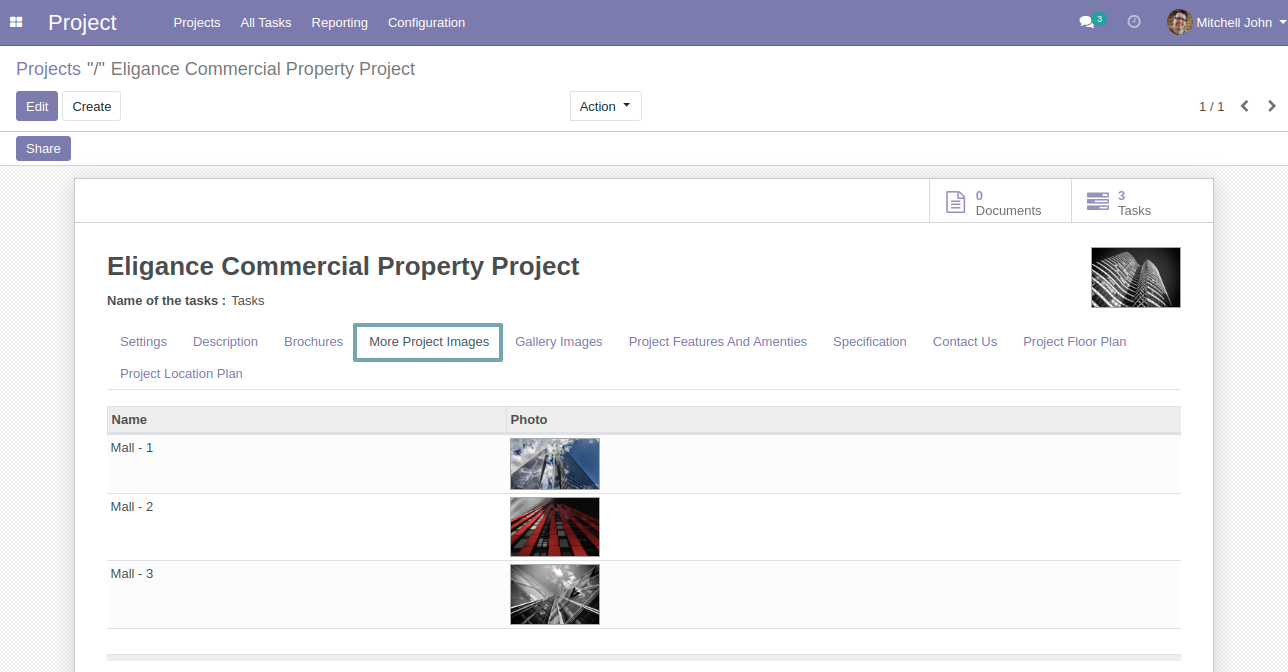 Project Projects All Tasks Reporting Configuration 3 Mitchell John
Projects "/" Eligance Commercial Property Project
Edit Create Action 1 / 1
Share
0
Documents
3
Tasks
Eligance Commercial Property Project
Name of the tasks : Tasks
Settings Description Brochures More Project Images Gallery Images Project Features And Amenties Specification Contact Us Project Floor Plan
Project Location Plan
Name Photo
Mall - 1
Mall - 2
Mall - 3